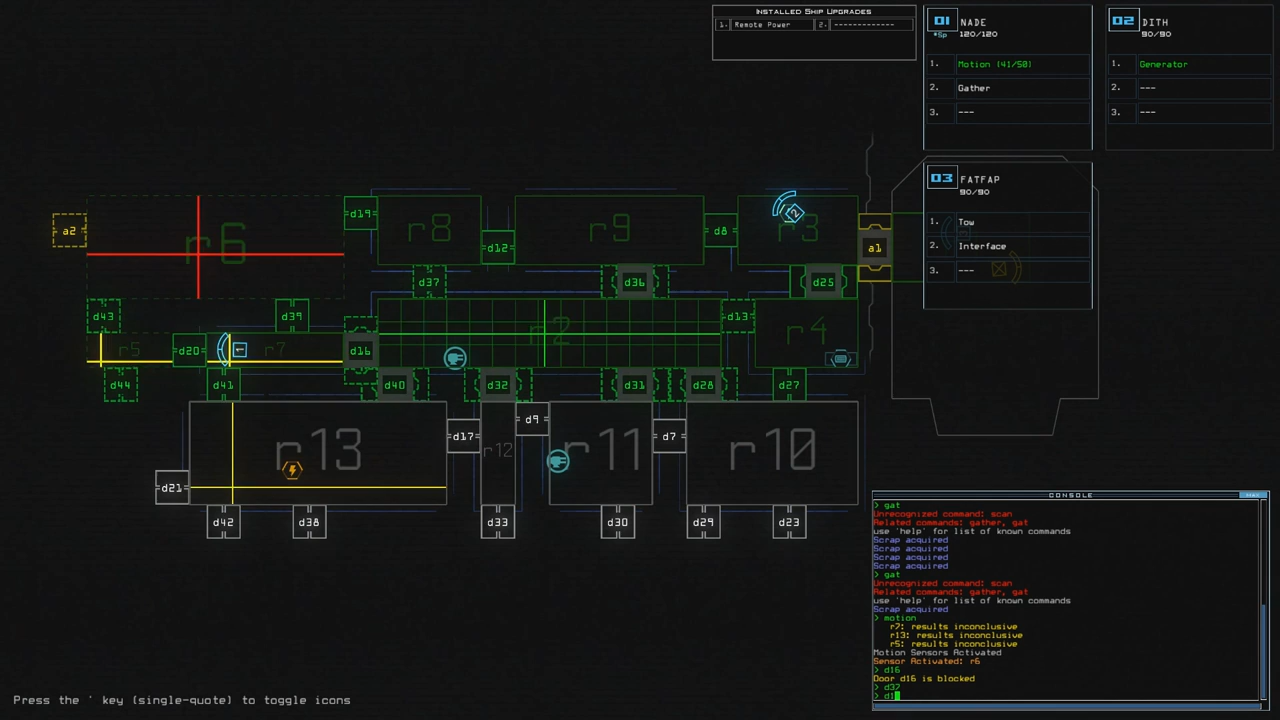 INSTALLED SHIP UPGRADES
1. Remote Power 2. -------------
01 NADE
*Sp 120/120
1. Motion (41/50)
2. Gather
3. ---
02 DITH
90/90
1. Generator
2. ---
3. ---
03 FATFAP
90/90
1. Tow
2. Interface
3. ---
a2
r6
d19
r8
d12
r9
d8
r3
2
a1
d37
d36
d25
d43
d39
r5
d20
1
r7
d16
r2
d13
r4
d44
d41
d40
d32
d31
d28
d27
r13
d17
r12
d9
r11
d7
r10
d21
d42
d38
d33
d30
d29
d23
CONSOLE
MAX
> gat
Unrecognized command: scan
Related commands: gather, gat
use 'help' for list of known commands
Scrap acquired
Scrap acquired
Scrap acquired
Scrap acquired
> gat
Unrecognized command: scan
Related commands: gather, gat
use 'help' for list of known commands
Scrap acquired
> motion
r7: results inconclusive
r13: results inconclusive
r5: results inconclusive
Motion Sensors Activated
Sensor Activated: r6
> d16
Door d16 is blocked
> d37
> d1
Press the ' key (single-quote) to toggle icons